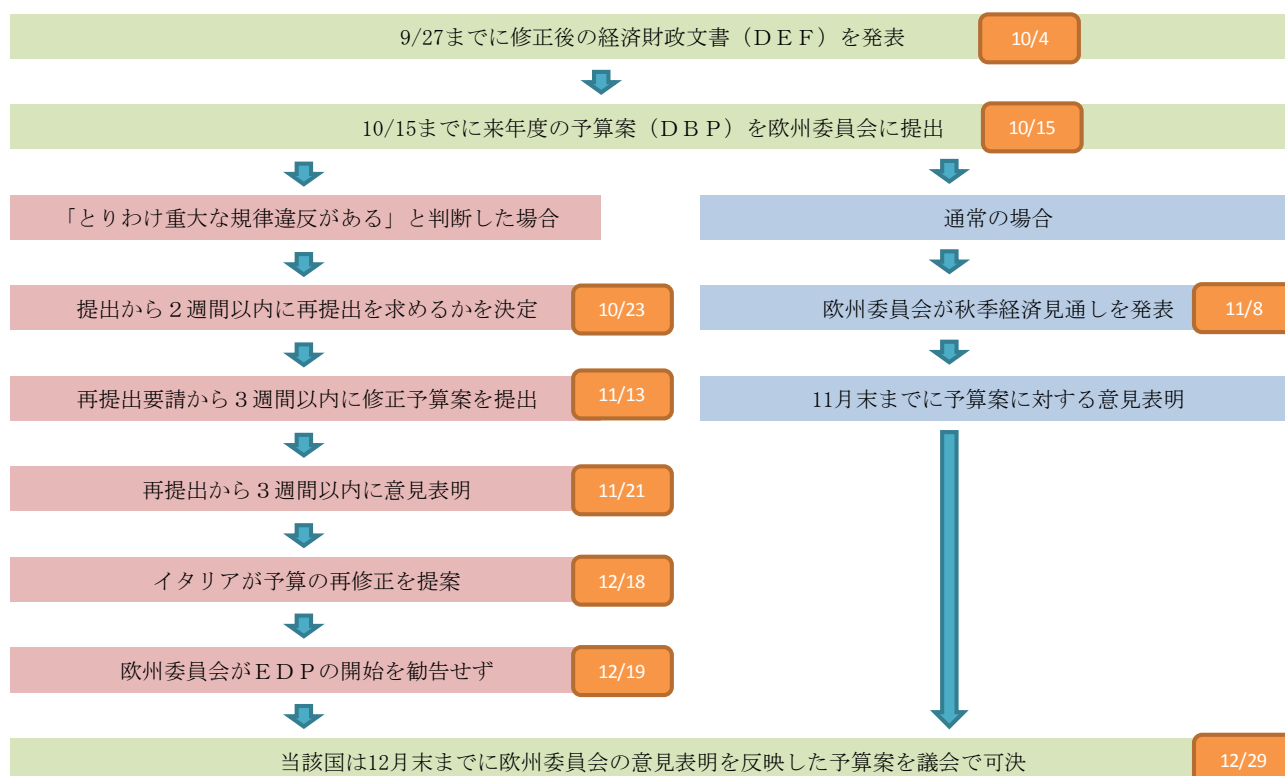 9/27までに修正後の経済財政文書（ＤＥＦ）を発表
10/4
10/15までに来年度の予算案（ＤＢＰ）を欧州委員会に提出
10/15
「とりわけ重大な規律違反がある」と判断した場合
通常の場合
提出から２週間以内に再提出を求めるかを決定
10/23
欧州委員会が秋季経済見通しを発表
11/8
再提出要請から３週間以内に修正予算案を提出
11/13
11月末までに予算案に対する意見表明
再提出から３週間以内に意見表明
11/21
イタリアが予算の再修正を提案
12/18
欧州委員会がＥＤＰの開始を勧告せず
12/19
当該国は12月末までに欧州委員会の意見表明を反映した予算案を議会で可決
12/29